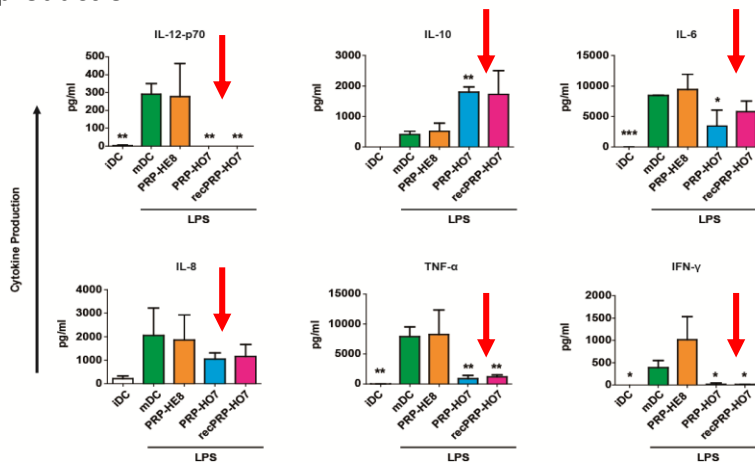 IL-12-p70
pg/ml
500
400
300
200
100
0
**
**
**
iDC
mDC
PRP-HE8
PRP-HO7
recPRP-HO7
LPS
IL-10
pg/ml
3000
2000
1000
0
**
iDC
mDC
PRP-HE8
PRP-HO7
recPRP-HO7
LPS
IL-6
pg/ml
15000
10000
5000
0
***
*
iDC
mDC
PRP-HE8
PRP-HO7
recPRP-HO7
LPS
Cytokine Production
IL-8
pg/ml
4000
3000
2000
1000
0
iDC
mDC
PRP-HE8
PRP-HO7
recPRP-HO7
LPS
TNF-α
pg/ml
15000
10000
5000
0
**
**
**
iDC
mDC
PRP-HE8
PRP-HO7
recPRP-HO7
LPS
IFN-γ
pg/ml
2000
1500
1000
500
0
*
*
*
iDC
mDC
PRP-HE8
PRP-HO7
recPRP-HO7
LPS